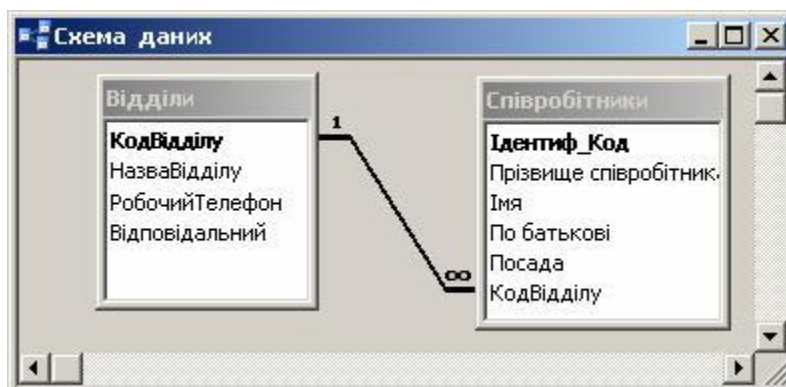 Схема даних
Відділи
КодВідділу
НазваВідділу
РобочийТелефон
Відповідальний
1
∞
Співробітники
Ідентиф_Код
Прізвище співробітник
Імя
По батькові
Посада
КодВідділу